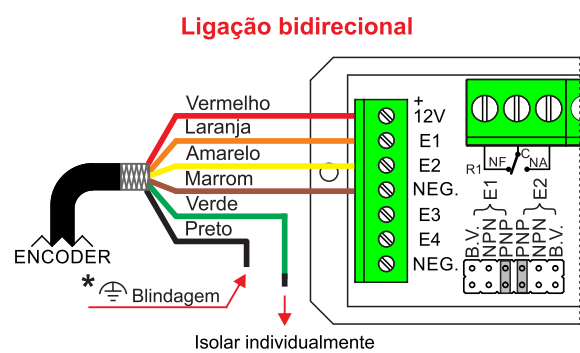 Ligação bidirecional
Vermelho
Laranja
Amarelo
Marrom
Verde
Preto
ENCODER
* Blindagem
Isolar individualmente
+
12V
E1
E2
NEG.
E3
E4
NEG.
R1 NF C NA
E1 E2
B.V. NPN PNP PNP NPN B.V.